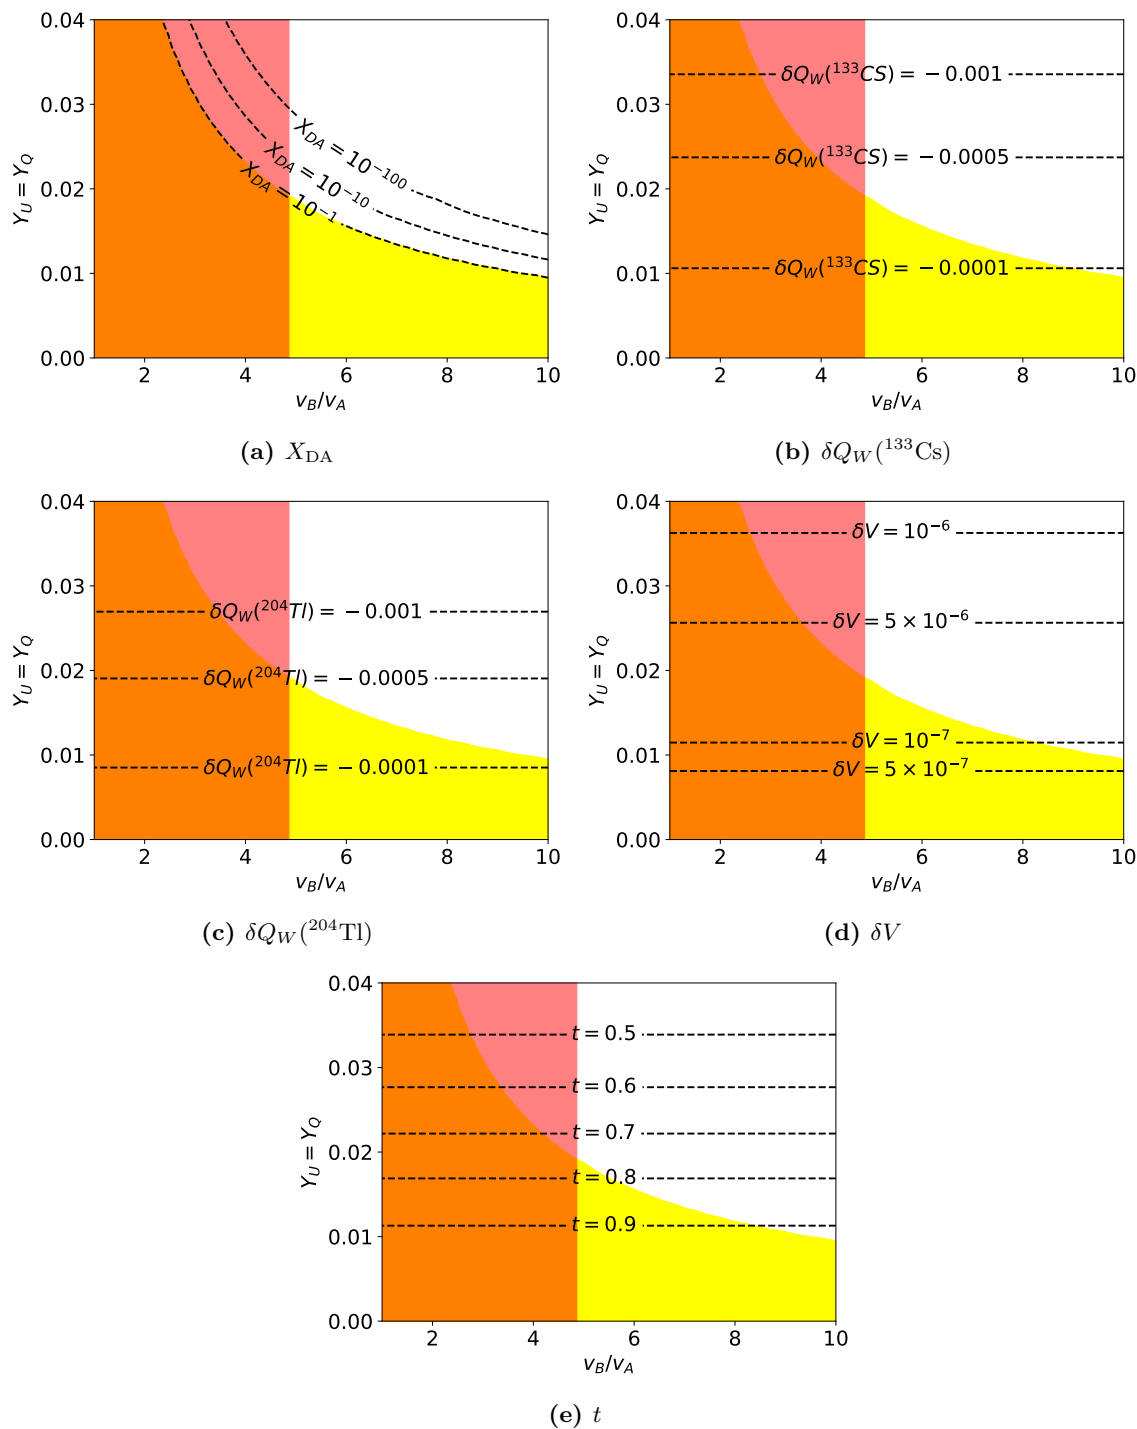 0.04
0.03
0.02
0.01
0.00
Y_U = Y_Q
X_DA = 10^-100
X_DA = 10^-10
X_DA = 10^-1
2 4 6 8 10
v_B/v_A
(a) X_DA
0.04
0.03
0.02
0.01
0.00
Y_U = Y_Q
δQ_W(^133CS) = −0.001
δQ_W(^133CS) = −0.0005
δQ_W(^133CS) = −0.0001
2 4 6 8 10
v_B/v_A
(b) δQ_W(^133Cs)
0.04
0.03
0.02
0.01
0.00
Y_U = Y_Q
δQ_W(^204Tl) = −0.001
δQ_W(^204Tl) = −0.0005
δQ_W(^204Tl) = −0.0001
2 4 6 8 10
v_B/v_A
(c) δQ_W(^204Tl)
0.04
0.03
0.02
0.01
0.00
Y_U = Y_Q
δV = 10^-6
δV = 5 × 10^-6
δV = 10^-7
δV = 5 × 10^-7
2 4 6 8 10
v_B/v_A
(d) δV
0.04
0.03
0.02
0.01
0.00
Y_U = Y_Q
t = 0.5
t = 0.6
t = 0.7
t = 0.8
t = 0.9
2 4 6 8 10
v_B/v_A
(e) t